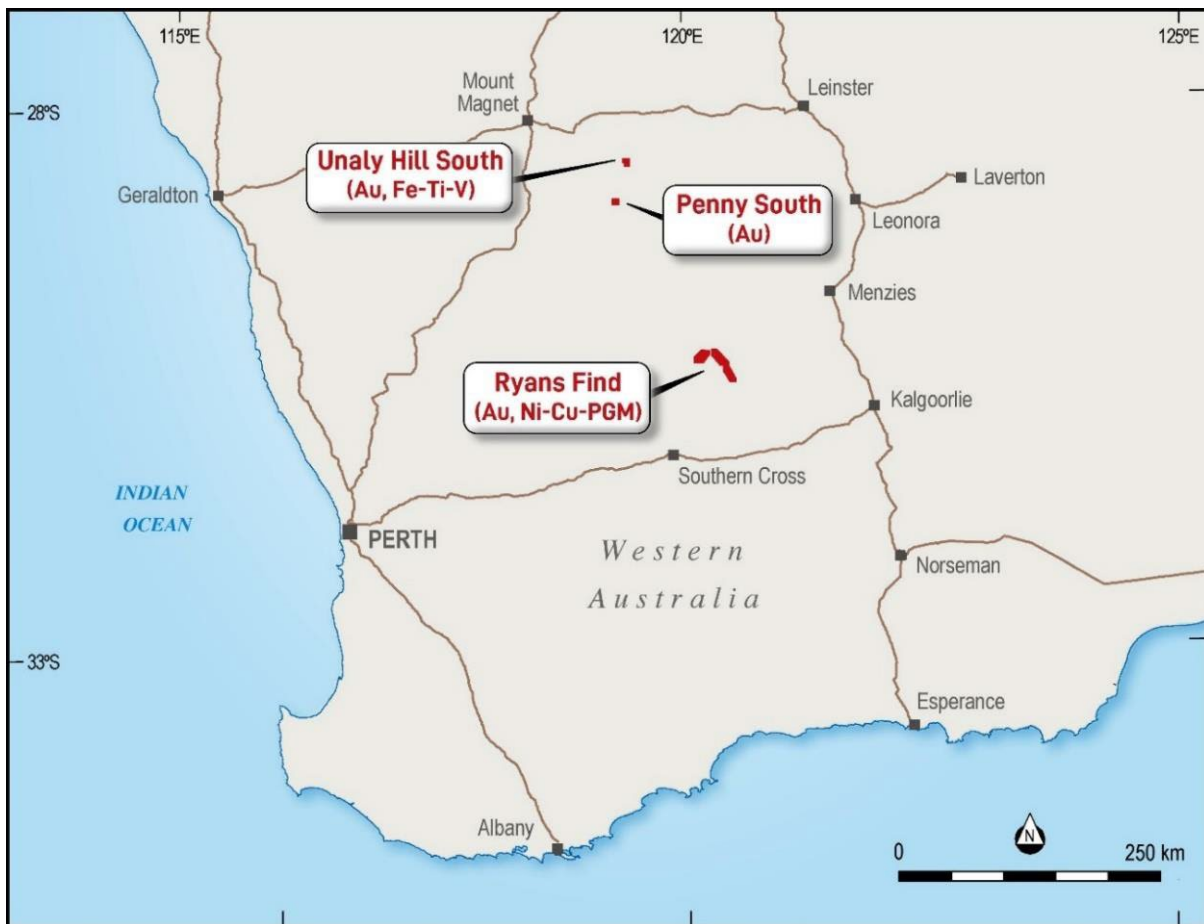 115ºE
120ºE
125ºE
28ºS
Mount
Magnet
Leinster
Unaly Hill South
(Au, Fe-Ti-V)
Geraldton
Laverton
Penny South
(Au)
Leonora
Menzies
Ryans Find
(Au, Ni-Cu-PGM)
Kalgoorlie
Southern Cross
INDIAN
OCEAN
PERTH
Western
Australia
Norseman
33ºS
Esperance
Albany
N
0
250 km